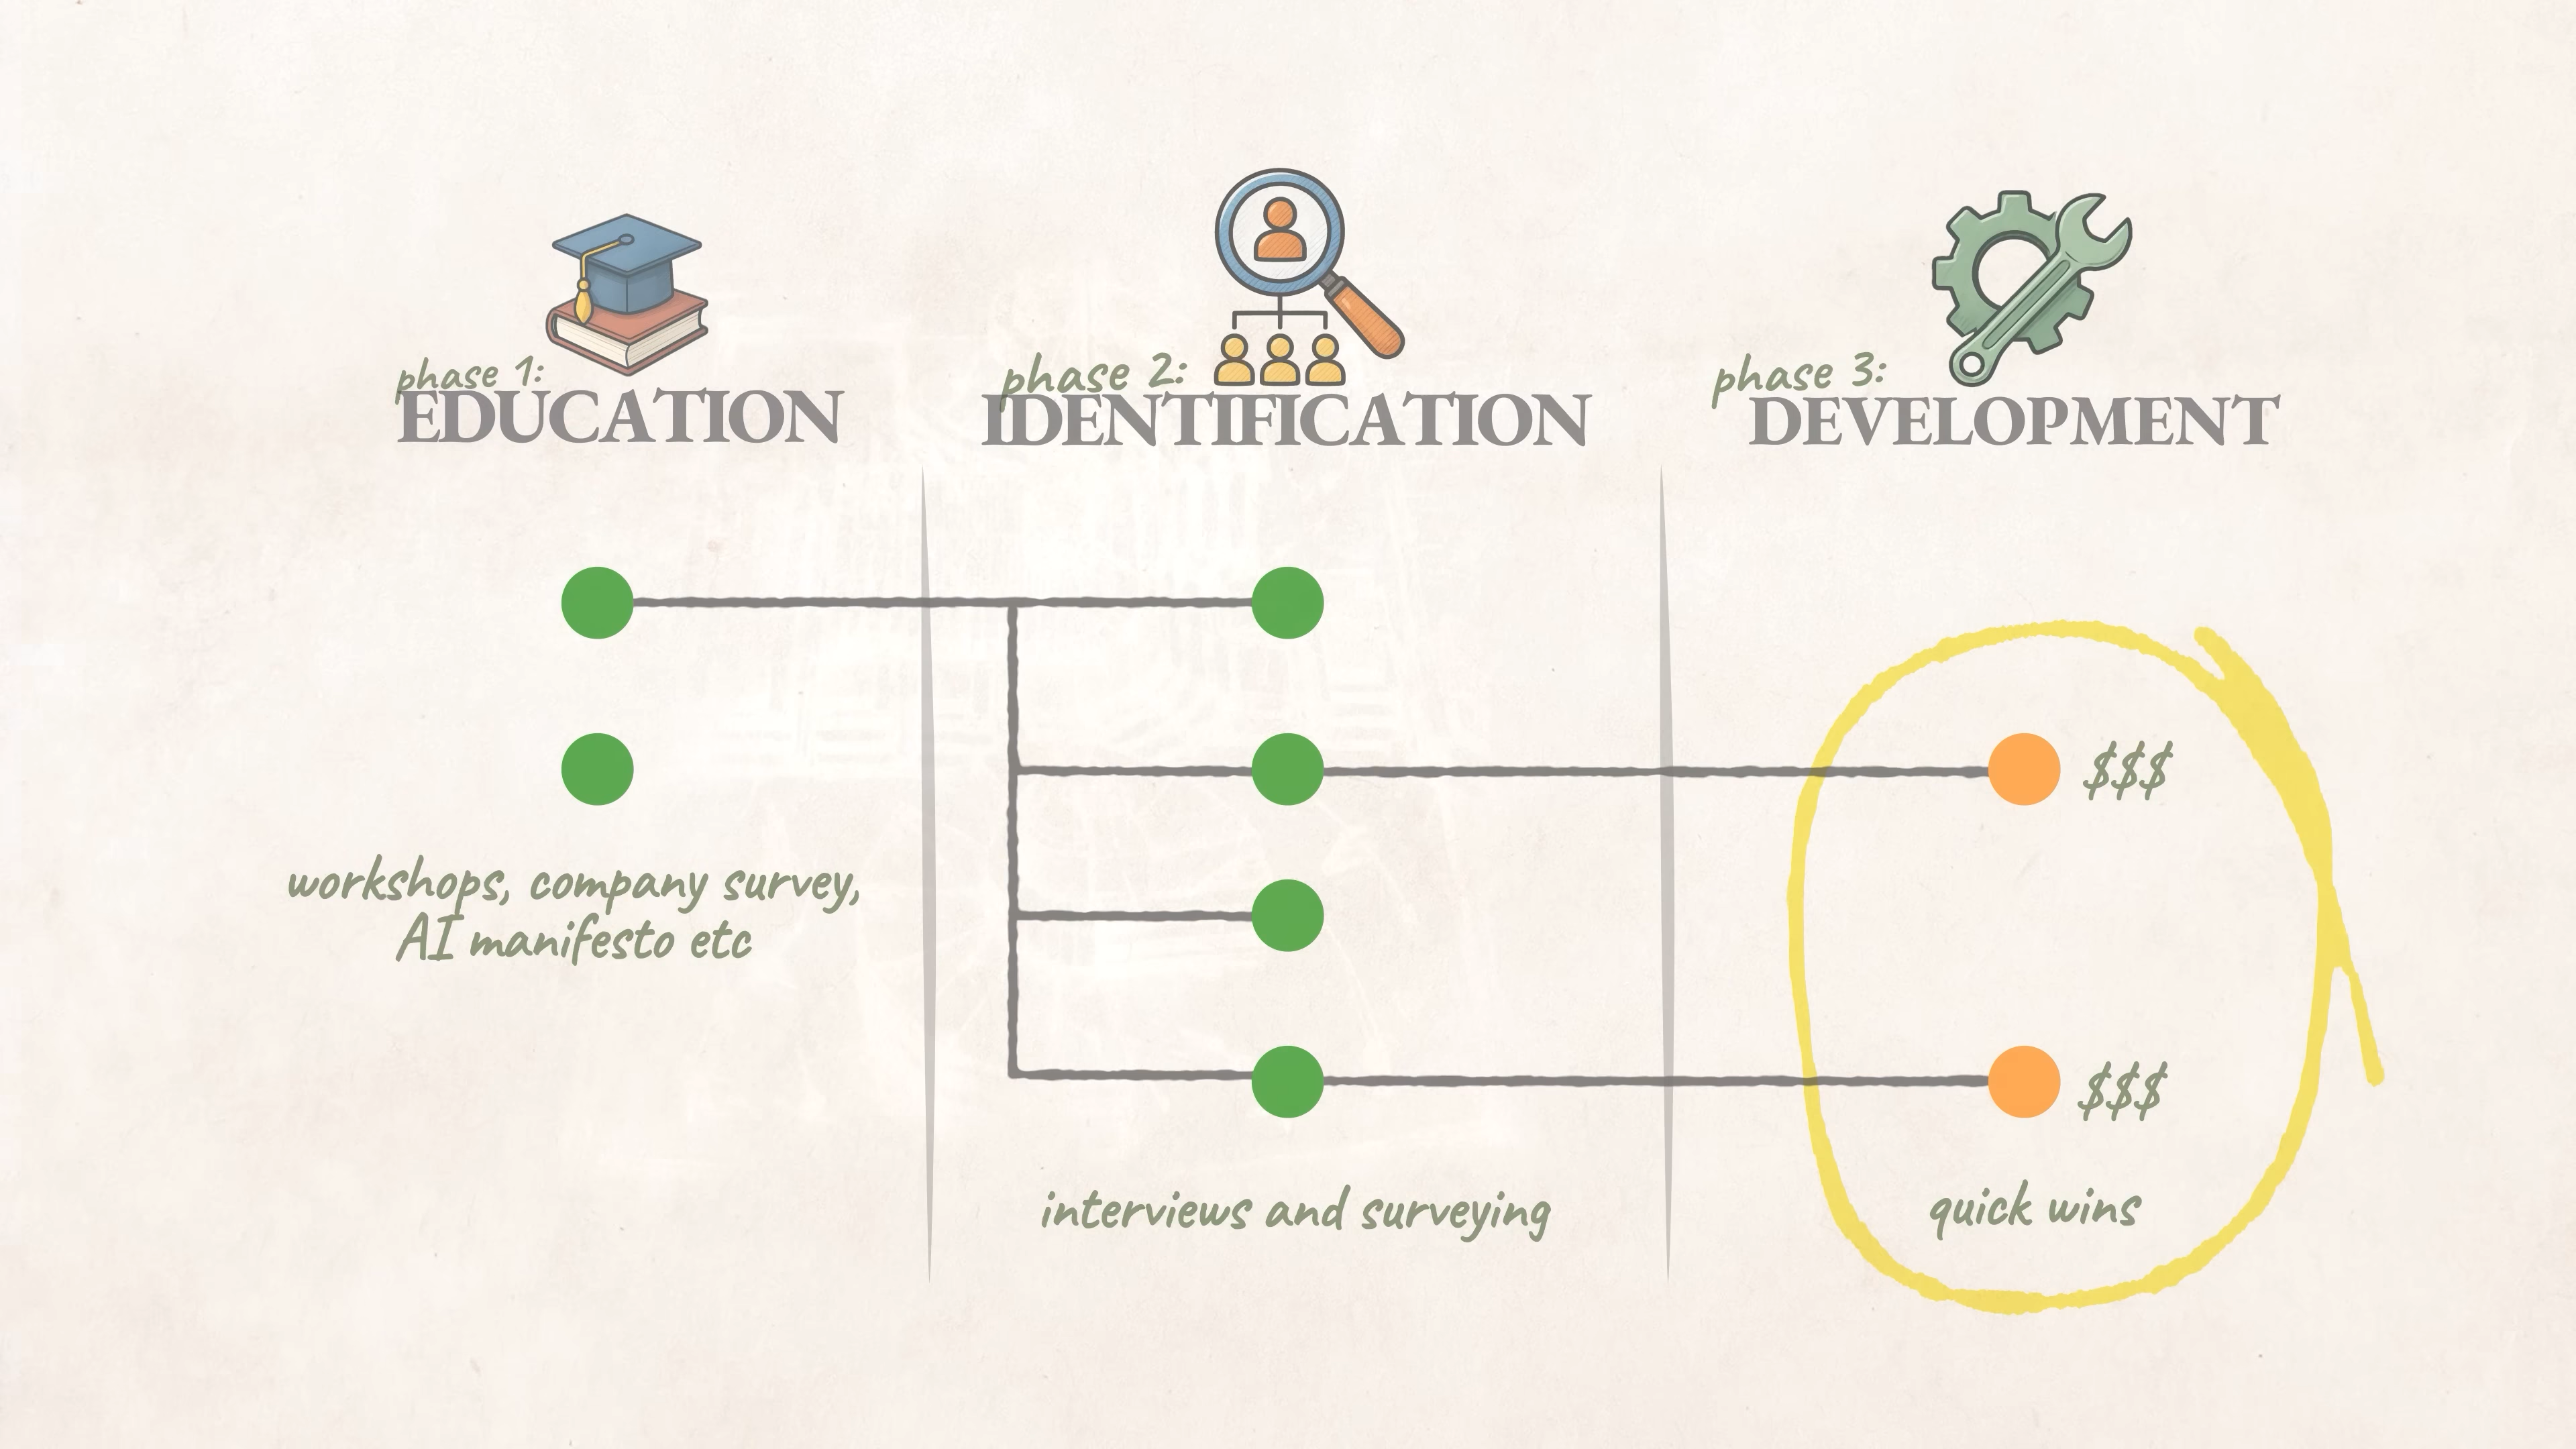 phase 1:
EDUCATION
phase 2:
IDENTIFICATION
phase 3:
DEVELOPMENT
workshops, company survey,
AI manifesto etc
interviews and surveying
$$$
$$$
quick wins